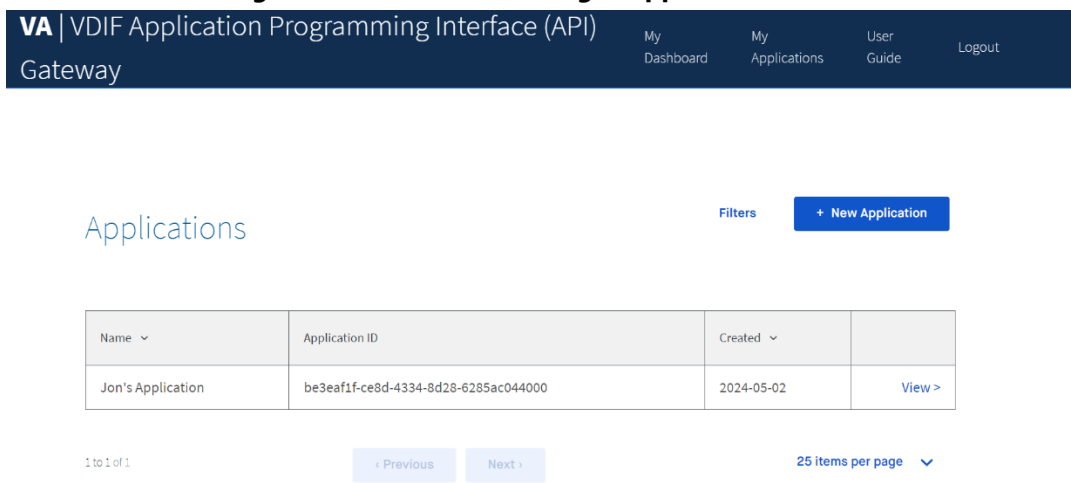 VA | VDIF Application Programming Interface (API)
Gateway
My
Dashboard
My
Applications
User
Guide
Logout
Applications
Filters
+ New Application
Name
Application ID
Created
Jon's Application
be3eaf1f-ce8d-4334-8d28-6285ac044000
2024-05-02
View >
1 to 1 of 1
‹ Previous
Next ›
25 items per page